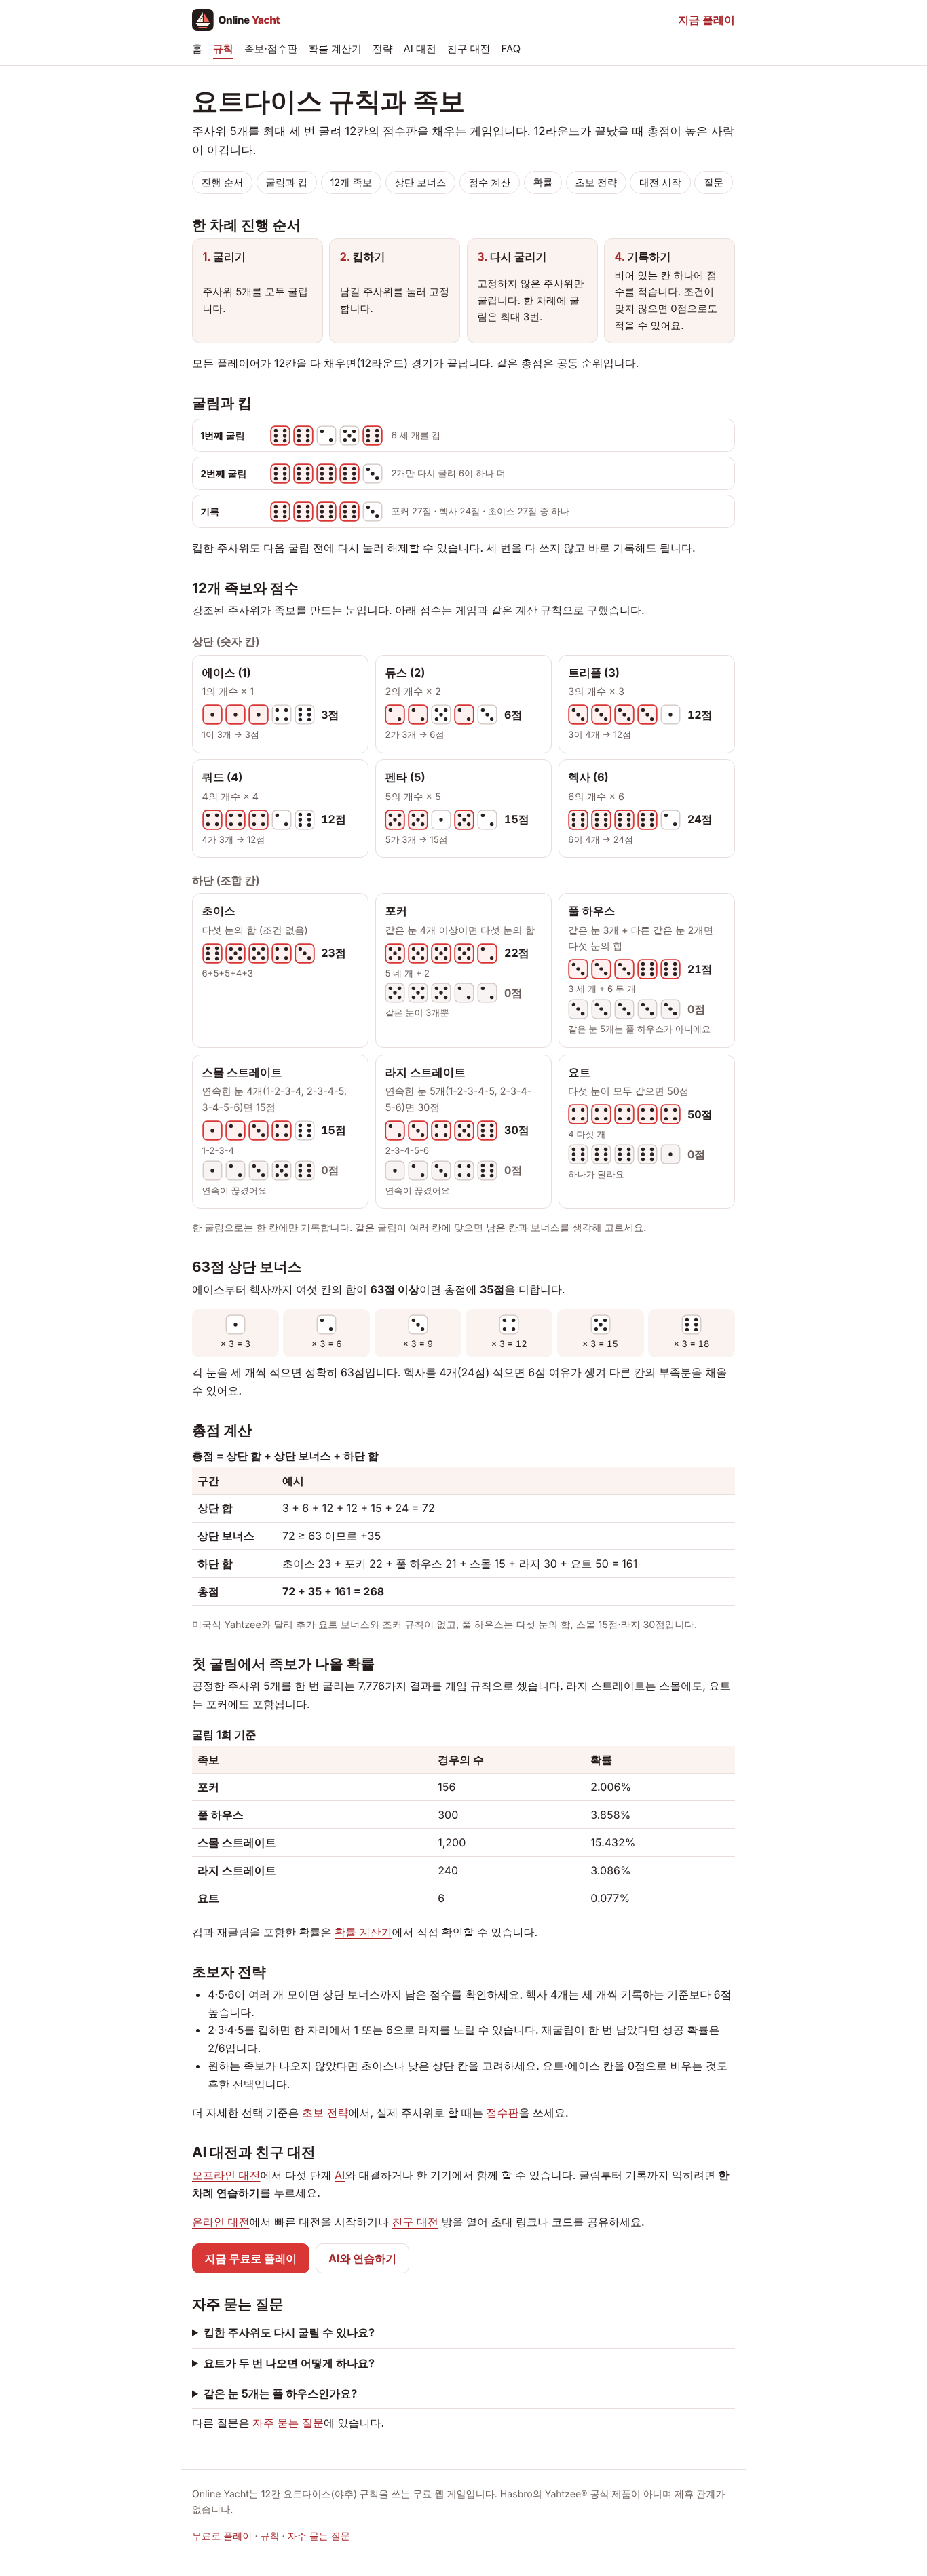 Online Yacht
지금 플레이
홈 규칙 족보·점수판 확률 계산기 전략 AI 대전 친구 대전 FAQ
요트다이스 규칙과 족보
주사위 5개를 최대 세 번 굴려 12칸의 점수판을 채우는 게임입니다. 12라운드가 끝났을 때 총점이 높은 사람
이 이깁니다.
진행 순서 굴림과 킵 12개 족보 상단 보너스 점수 계산 확률 초보 전략 대전 시작 질문
한 차례 진행 순서
1. 굴리기
주사위 5개를 모두 굴립
니다.
2. 킵하기
남길 주사위를 눌러 고정
합니다.
3. 다시 굴리기
고정하지 않은 주사위만
굴립니다. 한 차례에 굴
림은 최대 3번.
4. 기록하기
비어 있는 칸 하나에 점
수를 적습니다. 조건이
맞지 않으면 0점으로도
적을 수 있어요.
모든 플레이어가 12칸을 다 채우면(12라운드) 경기가 끝납니다. 같은 총점은 공동 순위입니다.
굴림과 킵
1번째 굴림 6 세 개를 킵
2번째 굴림 2개만 다시 굴려 6이 하나 더
기록 포커 27점 · 헥사 24점 · 초이스 27점 중 하나
킵한 주사위도 다음 굴림 전에 다시 눌러 해제할 수 있습니다. 세 번을 다 쓰지 않고 바로 기록해도 됩니다.
12개 족보와 점수
강조된 주사위가 족보를 만드는 눈입니다. 아래 점수는 게임과 같은 계산 규칙으로 구했습니다.
상단 (숫자 칸)
에이스 (1)
1의 개수 × 1
3점
1이 3개 → 3점
듀스 (2)
2의 개수 × 2
6점
2가 3개 → 6점
트리플 (3)
3의 개수 × 3
12점
3이 4개 → 12점
쿼드 (4)
4의 개수 × 4
12점
4가 3개 → 12점
펜타 (5)
5의 개수 × 5
15점
5가 3개 → 15점
헥사 (6)
6의 개수 × 6
24점
6이 4개 → 24점
하단 (조합 칸)
초이스
다섯 눈의 합 (조건 없음)
23점
6+5+5+4+3
포커
같은 눈 4개 이상이면 다섯 눈의 합
22점
5 네 개 + 2
0점
같은 눈이 3개뿐
풀 하우스
같은 눈 3개 + 다른 같은 눈 2개면
다섯 눈의 합
21점
3 세 개 + 6 두 개
0점
같은 눈 5개는 풀 하우스가 아니에요
스몰 스트레이트
연속한 눈 4개(1-2-3-4, 2-3-4-5,
3-4-5-6)면 15점
15점
1-2-3-4
0점
연속이 끊겼어요
라지 스트레이트
연속한 눈 5개(1-2-3-4-5, 2-3-4-
5-6)면 30점
30점
2-3-4-5-6
0점
연속이 끊겼어요
요트
다섯 눈이 모두 같으면 50점
50점
4 다섯 개
0점
하나가 달라요
한 굴림으로는 한 칸에만 기록합니다. 같은 굴림이 여러 칸에 맞으면 남은 칸과 보너스를 생각해 고르세요.
63점 상단 보너스
에이스부터 헥사까지 여섯 칸의 합이 63점 이상이면 총점에 35점을 더합니다.
× 3 = 3 × 3 = 6 × 3 = 9 × 3 = 12 × 3 = 15 × 3 = 18
각 눈을 세 개씩 적으면 정확히 63점입니다. 헥사를 4개(24점) 적으면 6점 여유가 생겨 다른 칸의 부족분을 채울
수 있어요.
총점 계산
총점 = 상단 합 + 상단 보너스 + 하단 합
구간 예시
상단 합 3 + 6 + 12 + 12 + 15 + 24 = 72
상단 보너스 72 ≥ 63 이므로 +35
하단 합 초이스 23 + 포커 22 + 풀 하우스 21 + 스몰 15 + 라지 30 + 요트 50 = 161
총점 72 + 35 + 161 = 268
미국식 Yahtzee와 달리 추가 요트 보너스와 조커 규칙이 없고, 풀 하우스는 다섯 눈의 합, 스몰 15점·라지 30점입니다.
첫 굴림에서 족보가 나올 확률
공정한 주사위 5개를 한 번 굴리는 7,776가지 결과를 게임 규칙으로 셌습니다. 라지 스트레이트는 스몰에도, 요트
는 포커에도 포함됩니다.
굴림 1회 기준
족보 경우의 수 확률
포커 156 2.006%
풀 하우스 300 3.858%
스몰 스트레이트 1,200 15.432%
라지 스트레이트 240 3.086%
요트 6 0.077%
킵과 재굴림을 포함한 확률은 확률 계산기에서 직접 확인할 수 있습니다.
초보자 전략
• 4·5·6이 여러 개 모이면 상단 보너스까지 남은 점수를 확인하세요. 헥사 4개는 세 개씩 기록하는 기준보다 6점
높습니다.
• 2·3·4·5를 킵하면 한 자리에서 1 또는 6으로 라지를 노릴 수 있습니다. 재굴림이 한 번 남았다면 성공 확률은
2/6입니다.
• 원하는 족보가 나오지 않았다면 초이스나 낮은 상단 칸을 고려하세요. 요트·에이스 칸을 0점으로 비우는 것도
흔한 선택입니다.
더 자세한 선택 기준은 초보 전략에서, 실제 주사위로 할 때는 점수판을 쓰세요.
AI 대전과 친구 대전
오프라인 대전에서 다섯 단계 AI와 대결하거나 한 기기에서 함께 할 수 있습니다. 굴림부터 기록까지 익히려면 한
차례 연습하기를 누르세요.
온라인 대전에서 빠른 대전을 시작하거나 친구 대전 방을 열어 초대 링크나 코드를 공유하세요.
지금 무료로 플레이 AI와 연습하기
자주 묻는 질문
킵한 주사위도 다시 굴릴 수 있나요?
요트가 두 번 나오면 어떻게 하나요?
같은 눈 5개는 풀 하우스인가요?
다른 질문은 자주 묻는 질문에 있습니다.
Online Yacht는 12칸 요트다이스(야추) 규칙을 쓰는 무료 웹 게임입니다. Hasbro의 Yahtzee® 공식 제품이 아니며 제휴 관계가
없습니다.
무료로 플레이 · 규칙 · 자주 묻는 질문